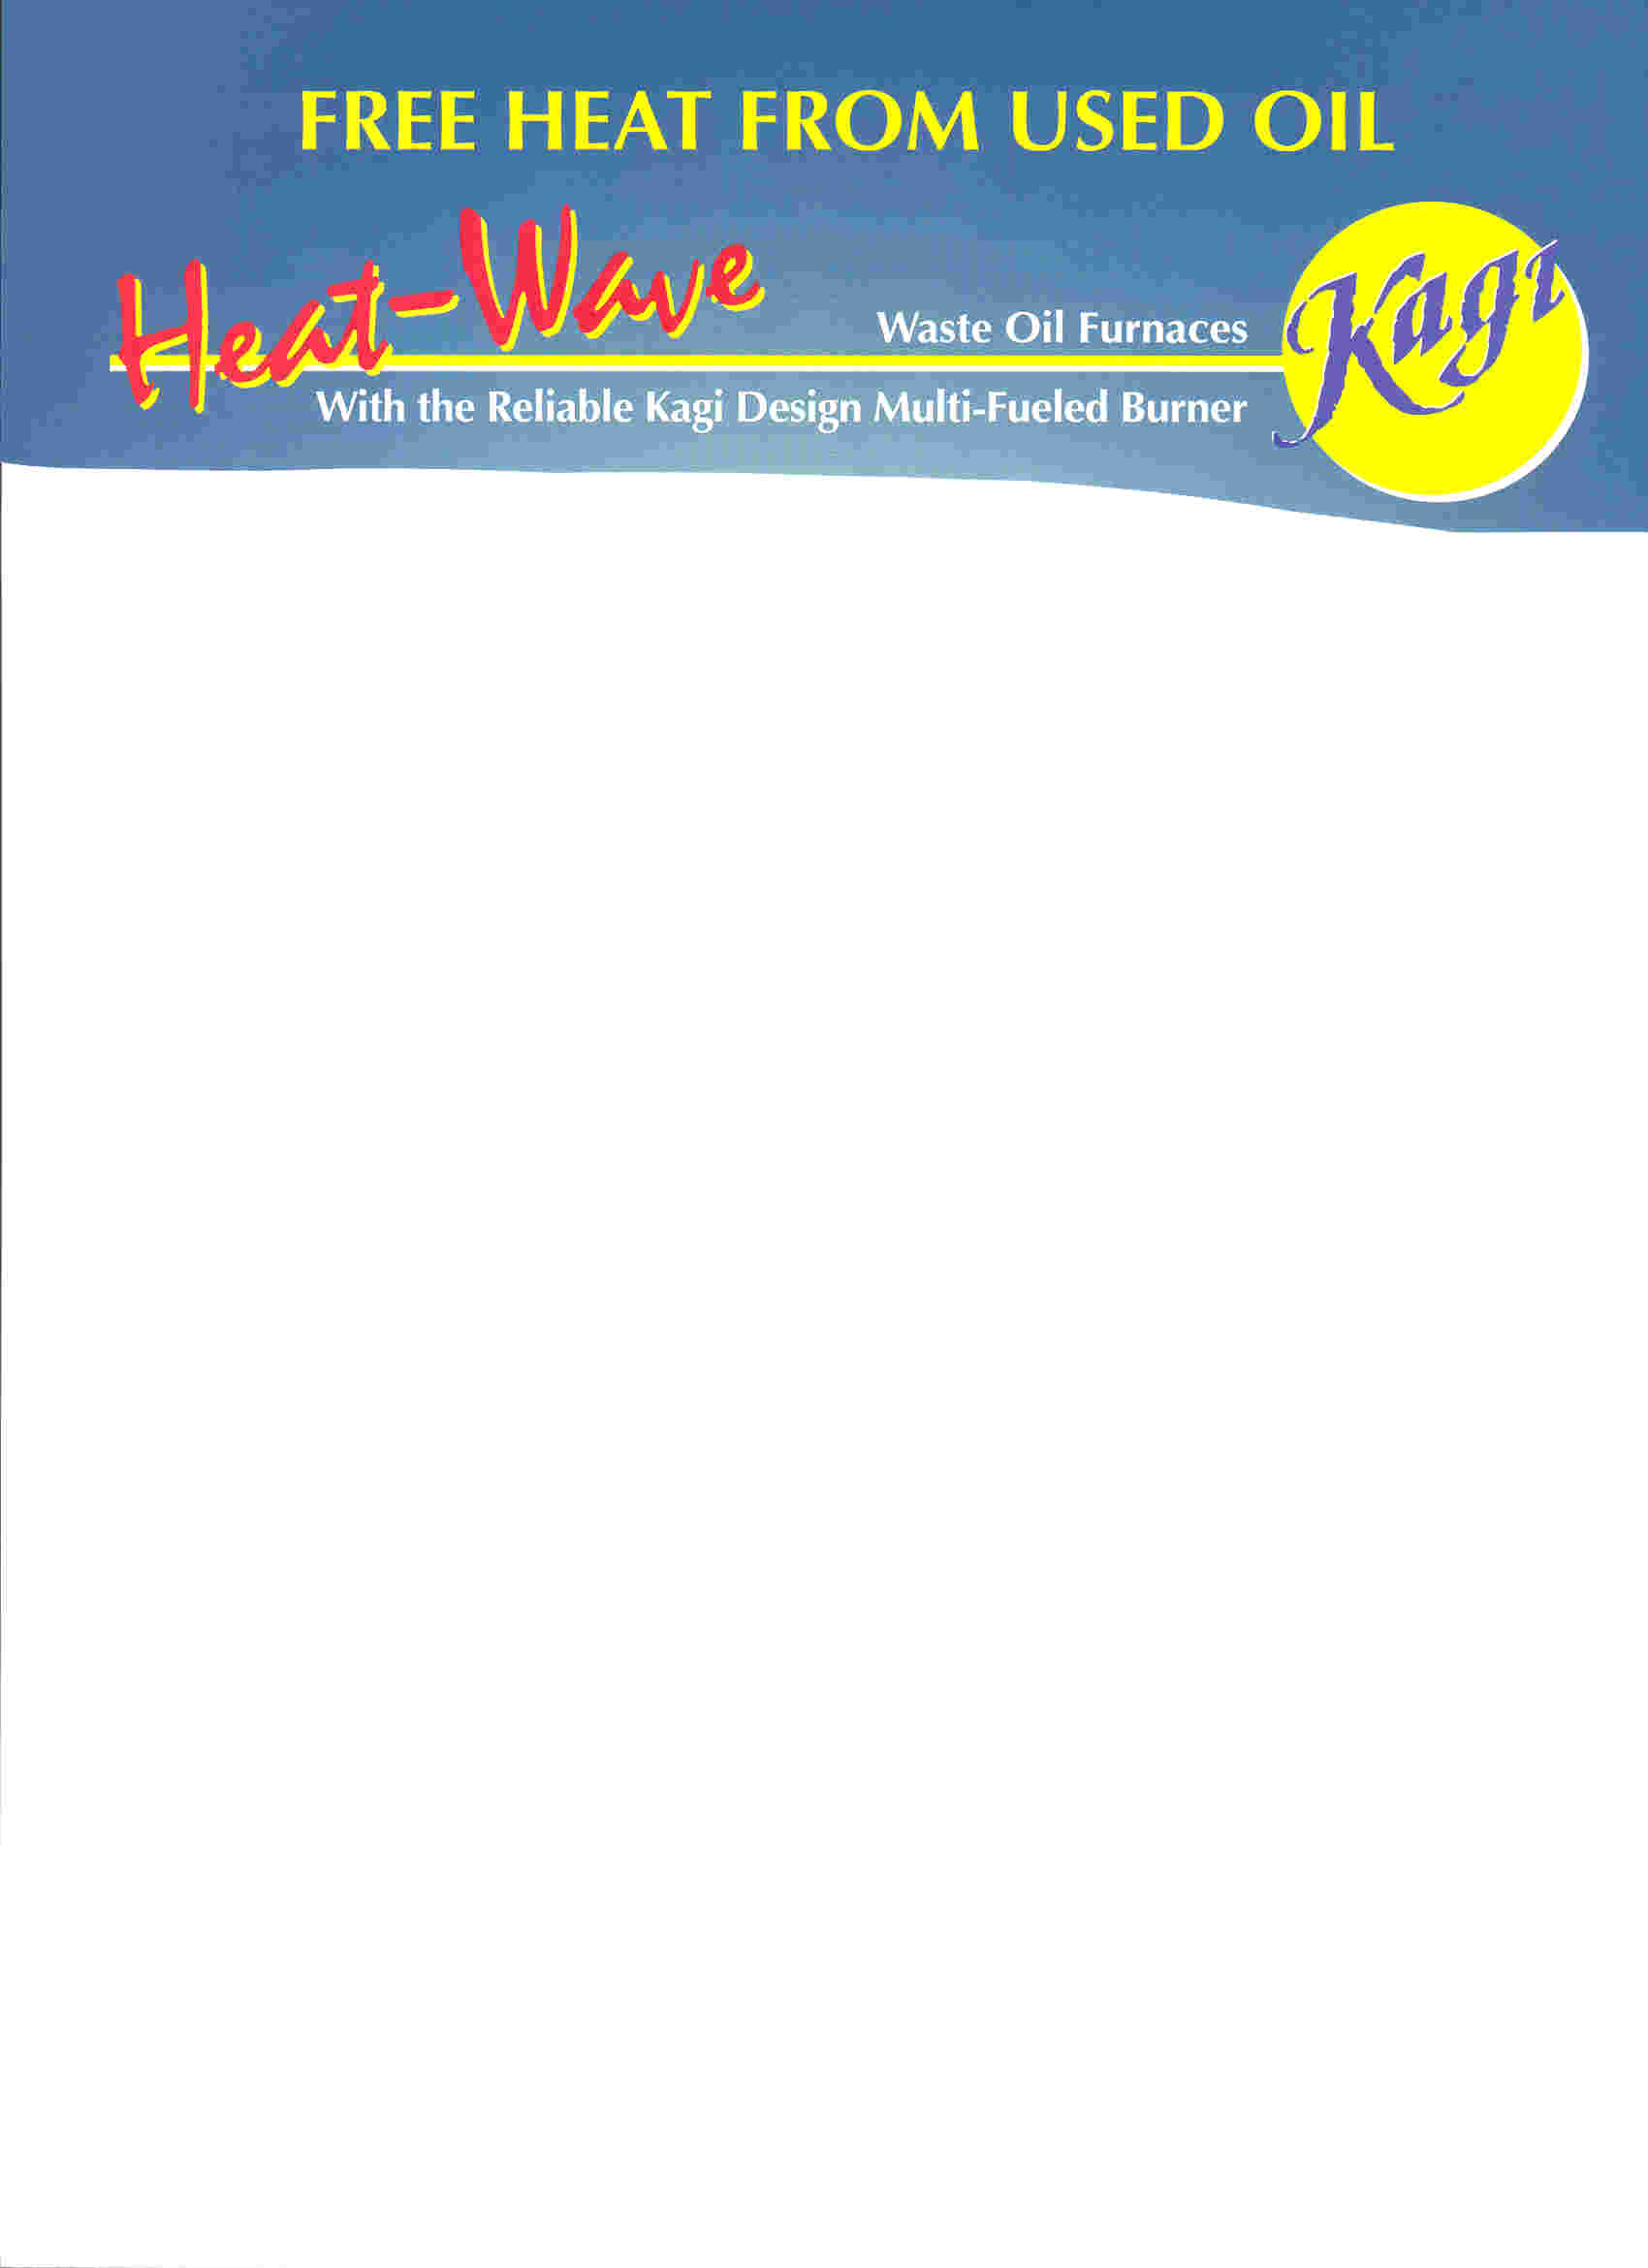 FREE HEAT FROM USED OIL
Heat-Wave
Waste Oil Furnaces
Kagi
With the Reliable Kagi Design Multi-Fueled Burner